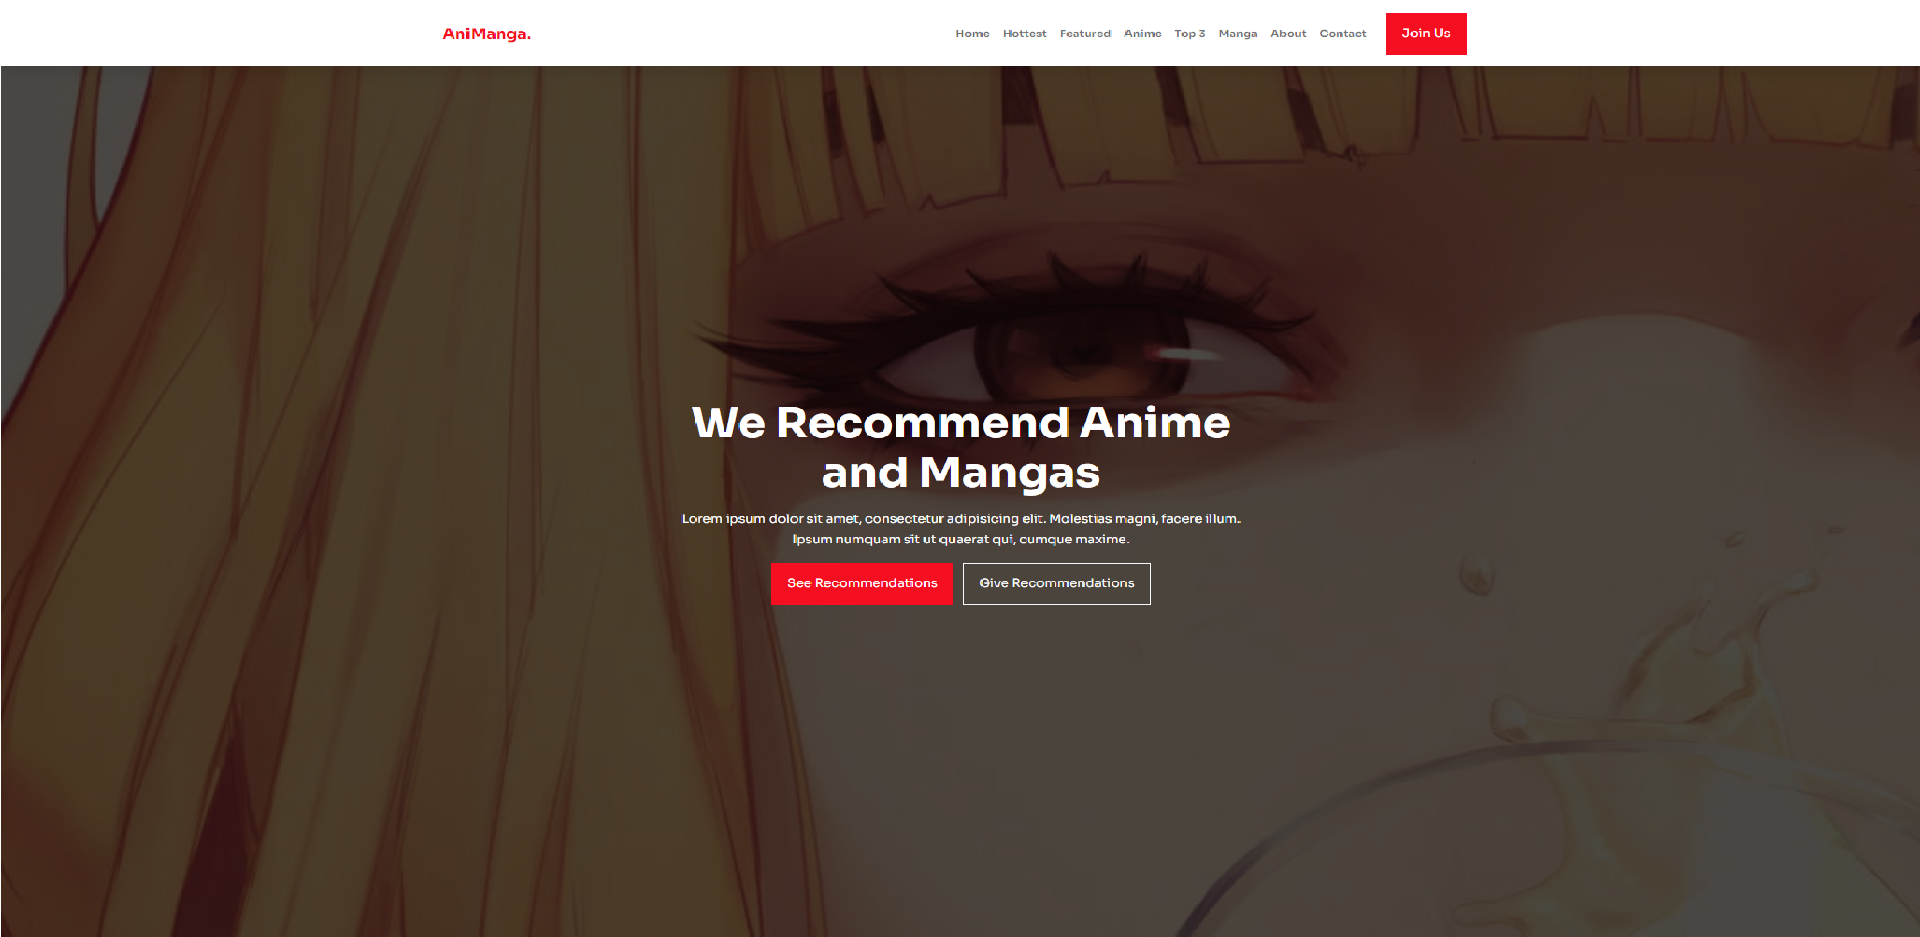 AniManga.
Home Hottest Featured Anime Top 3 Manga About Contact Join Us
We Recommend Anime
and Mangas
Lorem ipsum dolor sit amet, consectetur adipisicing elit. Molestias magni, facere illum.
Ipsum numquam sit ut quaerat qui, cumque maxime.
See Recommendations Give Recommendations